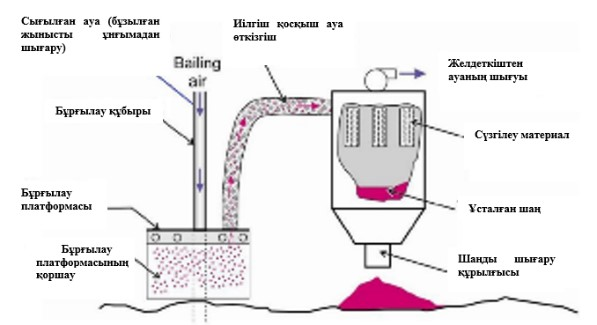 Сығылған ауа (бұзылған
жынысты ұнғымадан
шығару)
Иілгіш қосқыш ауа
өткізгіш
Bailing
air
Желдеткіштен
ауаның шығуы
Бұрғылау құбыры
Сүзгілеу материал
Бұрғылау
платформасы
Ұсталған шаң
Бұрғылау
платформасының
қоршау
Шаңды шығару
құрылғысы